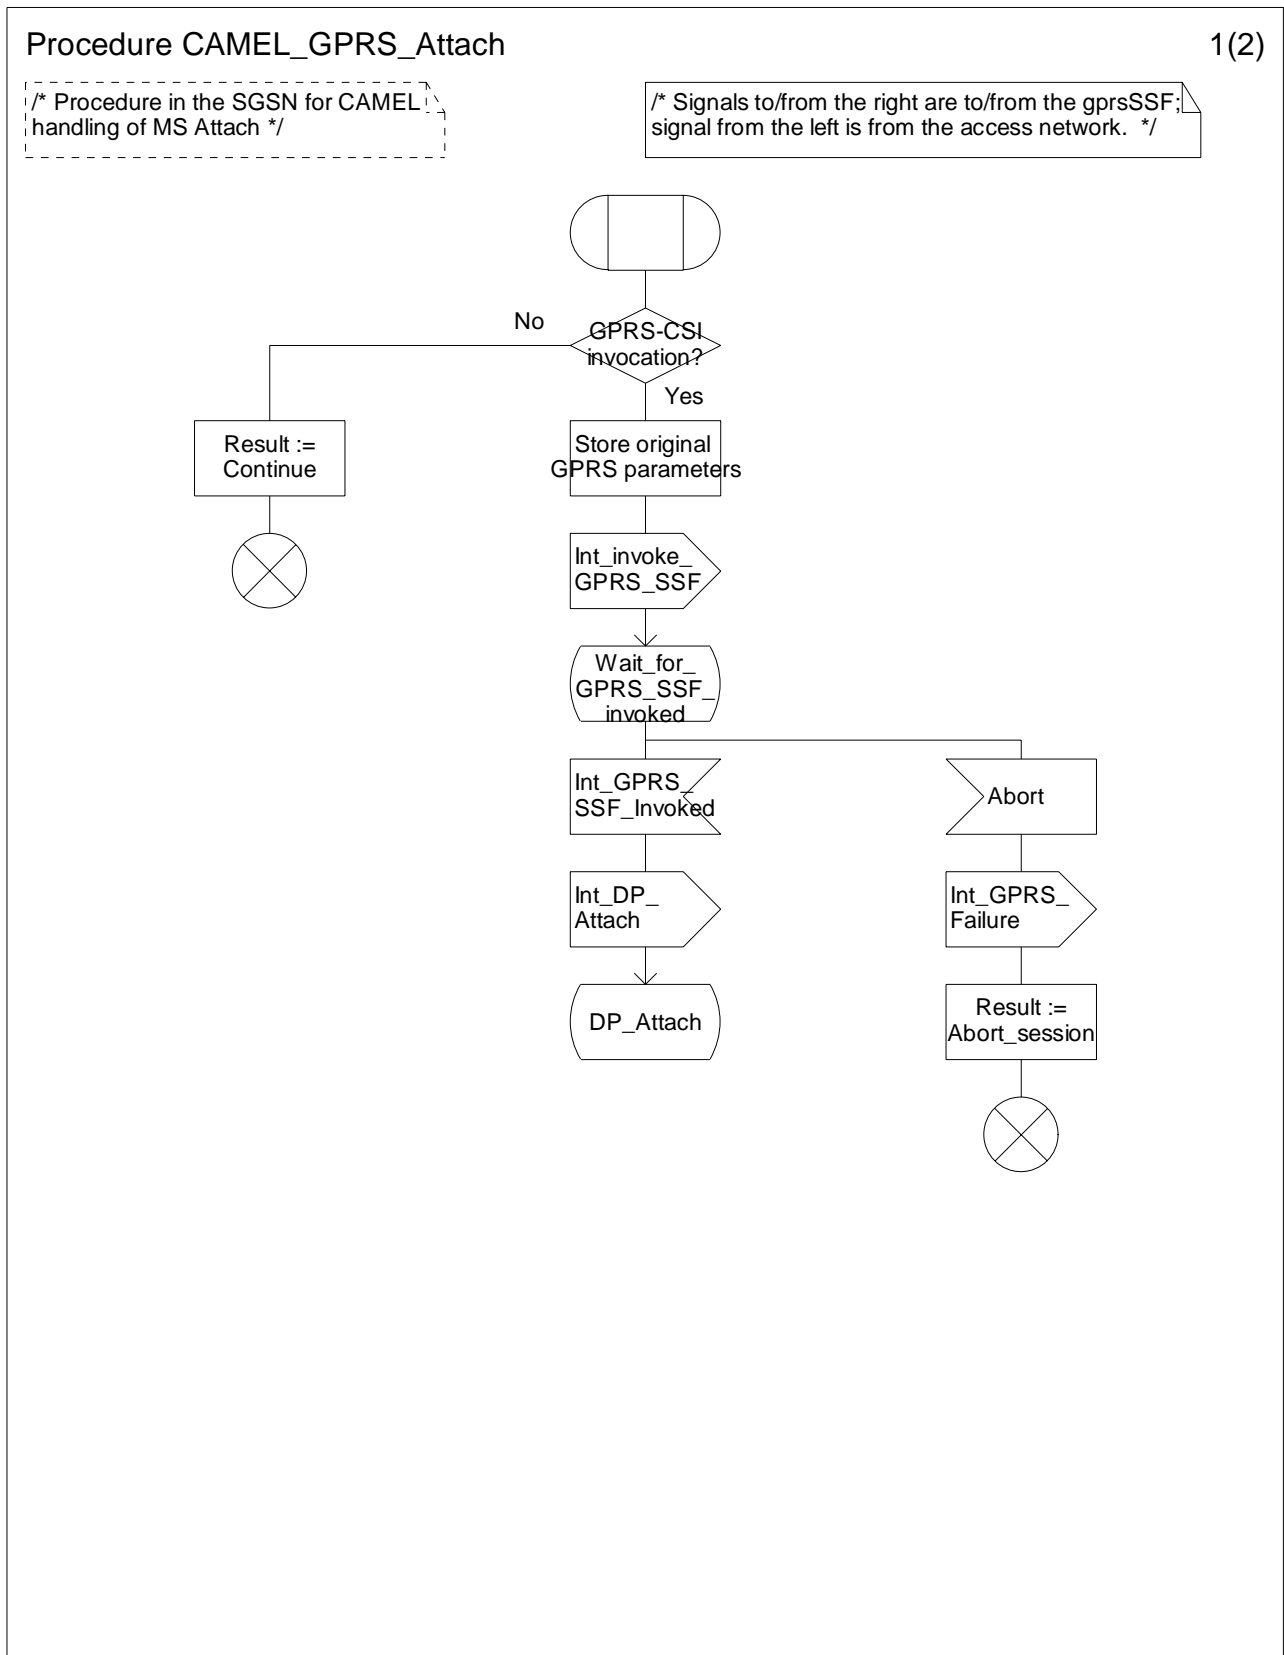 Procedure CAMEL_GPRS_Attach
1(2)
/* Procedure in the SGSN for CAMEL
handling of MS Attach */
/* Signals to/from the right are to/from the gprsSSF;
signal from the left is from the access network. */
GPRS-CSI
invocation?
No
Yes
Result :=
Continue
Store original
GPRS parameters
Int_invoke_
GPRS_SSF
Wait_for_
GPRS_SSF_
invoked
Int_GPRS_
SSF_Invoked
Abort
Int_DP_
Attach
Int_GPRS_
Failure
DP_Attach
Result :=
Abort_session